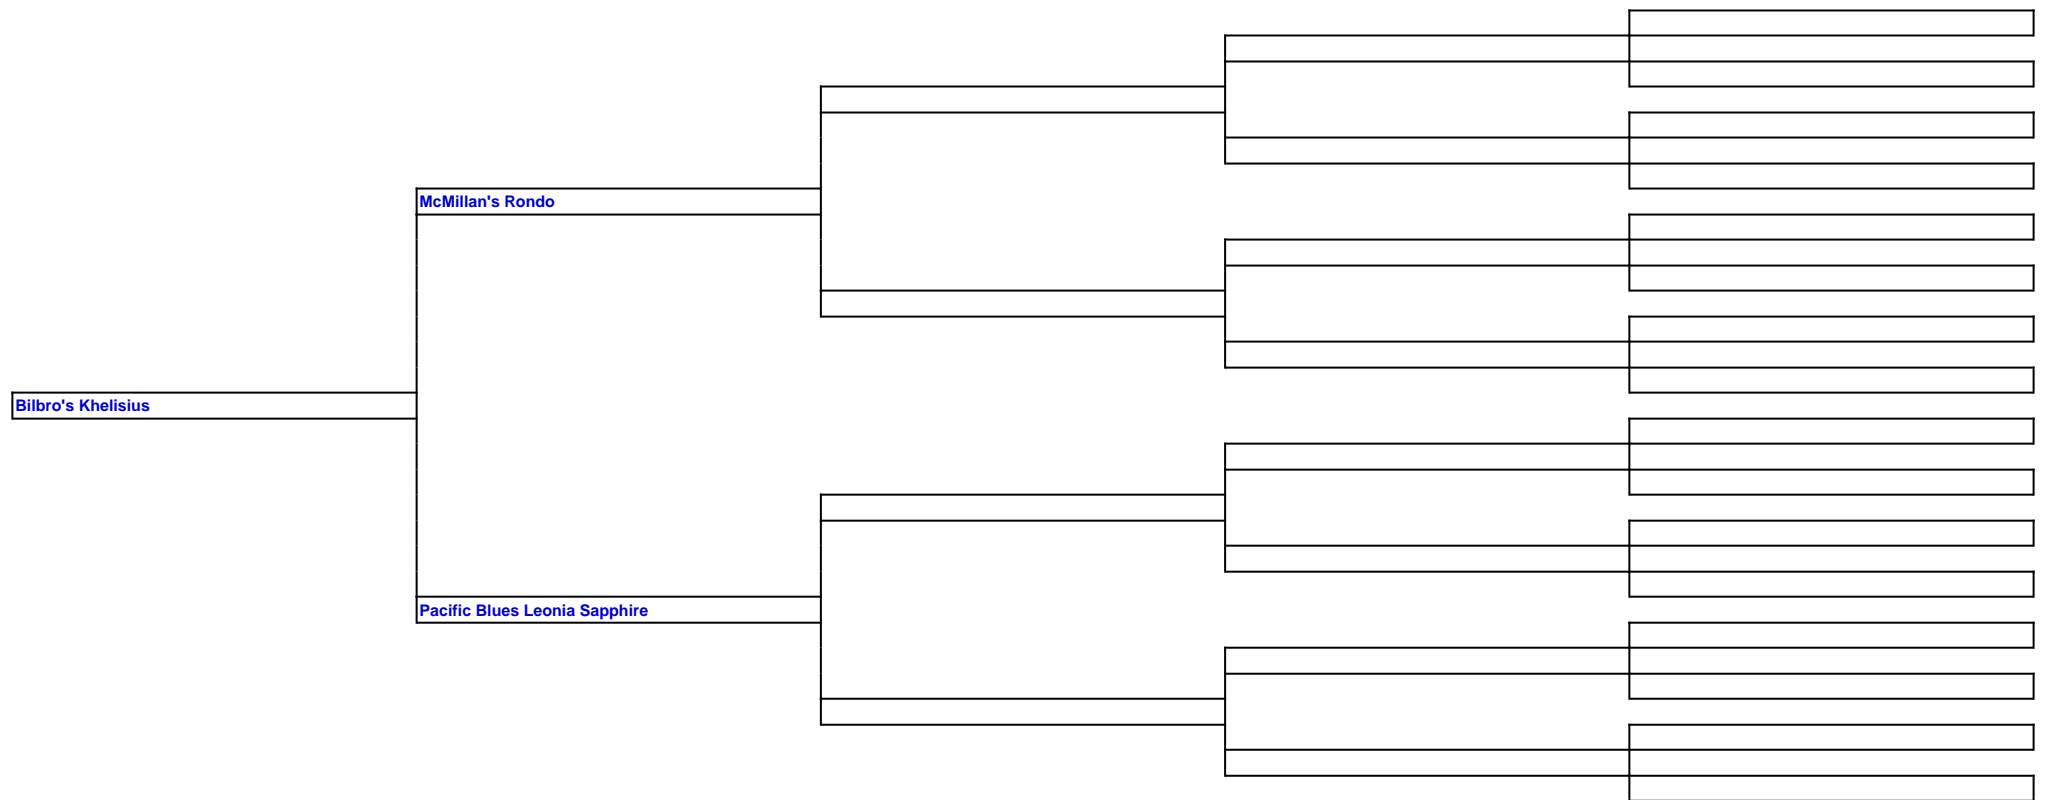 McMillan's Rondo
Bilbro's Khelisius
Pacific Blues Leonia Sapphire